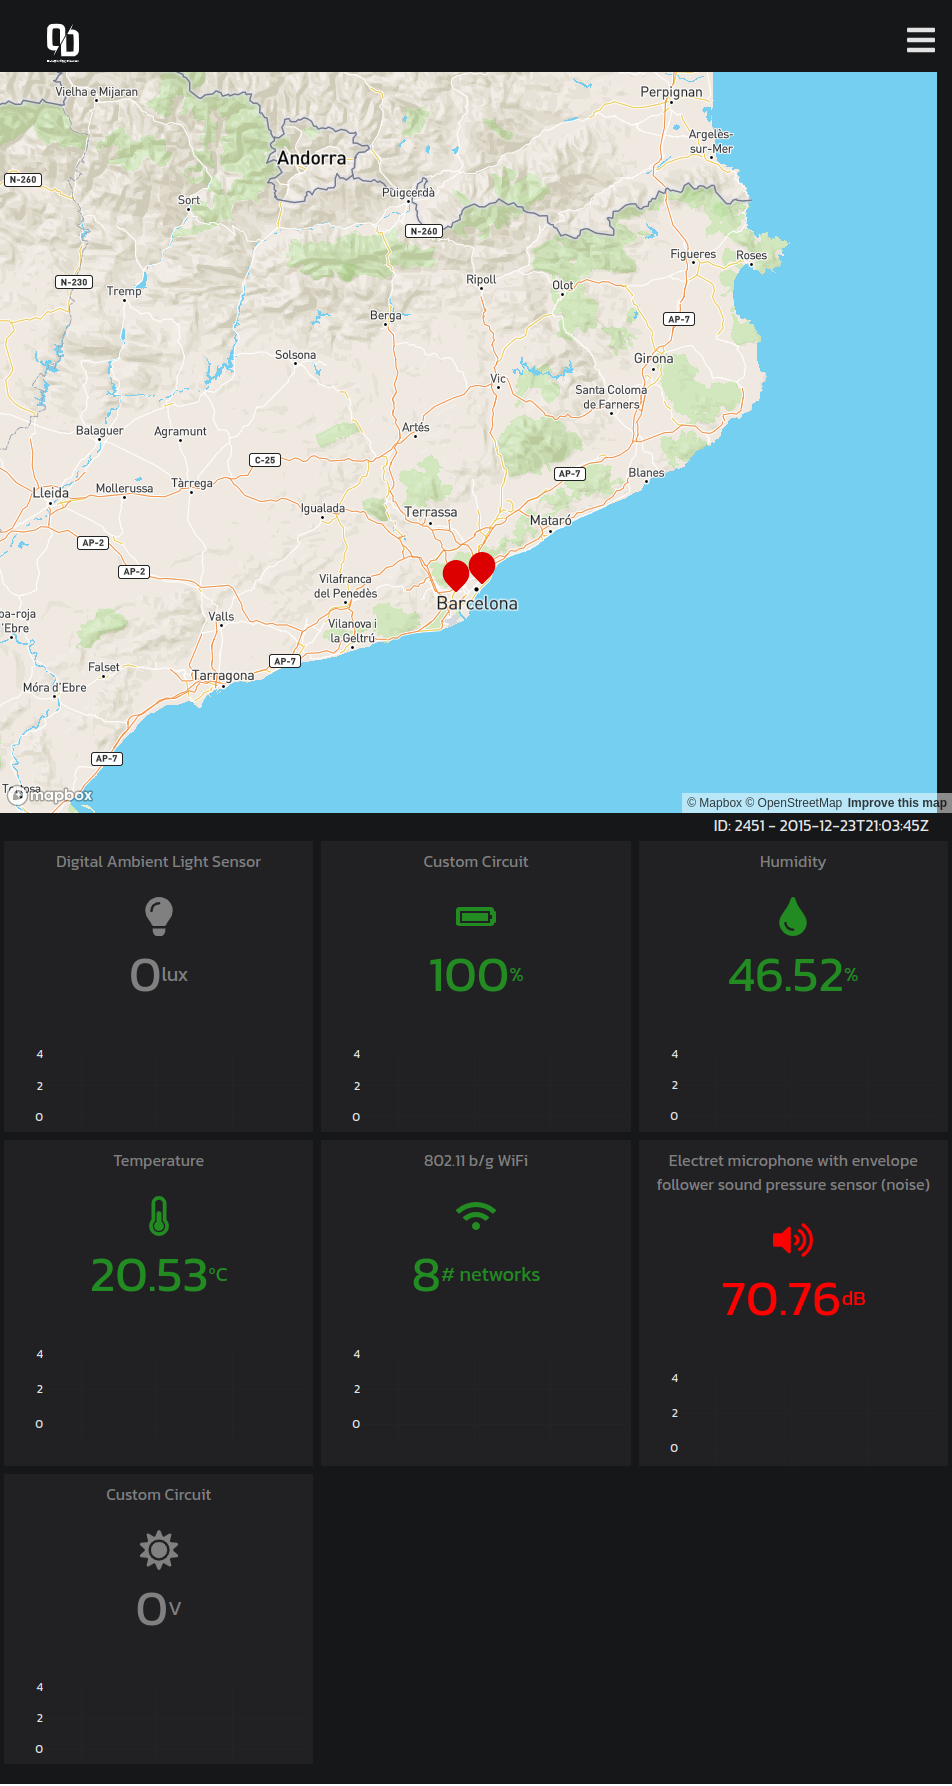 Vielha e Mijaran
Perpignan
Argelès-
sur-Mer
Andorra
N-260
Puigcerdà
Sort
N-260
Figueres
Roses
Ripoll
Olot
N-230
Tremp
Berga
AP-7
Solsona
Girona
Vic
Santa Coloma
de Farners
Balaguer
Agramunt
Artés
C-25
AP-7
Blanes
Lleida
Mollerussa
Tàrrega
Igualada
Terrassa
Mataró
AP-2
AP-2
Vilafranca
del Penedès
Barcelona
ba-roja
'Ebre
Valls
Vilanova i
la Geltrú
AP-7
Falset
Tarragona
Móra d'Ebre
AP-7
mapbox
© Mapbox © OpenStreetMap Improve this map
ID: 2451 - 2015-12-23T21:03:45Z
Digital Ambient Light Sensor
0 lux
4
2
0
Custom Circuit
100 %
4
2
0
Humidity
46.52 %
4
2
0
Temperature
20.53 ºC
4
2
0
802.11 b/g WiFi
8 # networks
4
2
0
Electret microphone with envelope
follower sound pressure sensor (noise)
70.76 dB
4
2
0
Custom Circuit
0 V
4
2
0